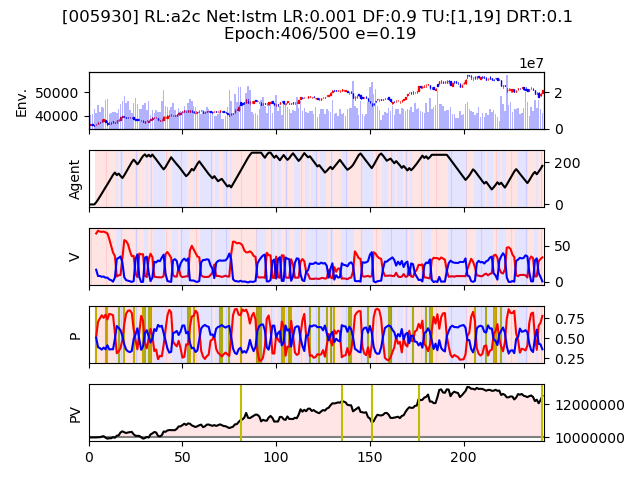 [005930] RL:a2c Net:lstm LR:0.001 DF:0.9 TU:[1,19] DRT:0.1
Epoch:406/500 e=0.19
1e7
Env.
50000
40000
2
0
Agent
200
0
V
50
0
P
0.75
0.50
0.25
PV
12000000
10000000
0 50 100 150 200